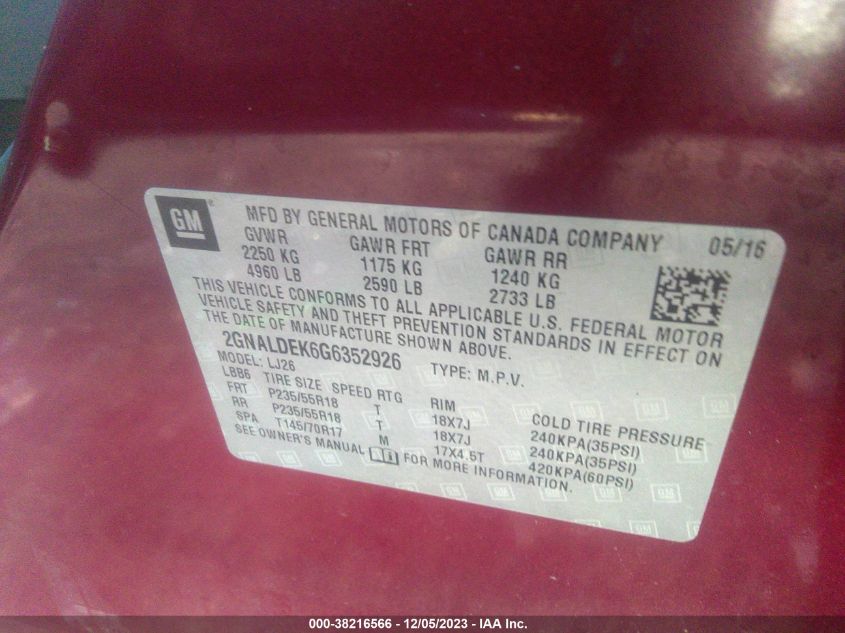 GM
MFD BY GENERAL MOTORS OF CANADA COMPANY 05/16
GVWR GAWR FRT GAWR RR
2250 KG 1175 KG 1240 KG
4960 LB 2590 LB 2733 LB
THIS VEHICLE CONFORMS TO ALL APPLICABLE U.S. FEDERAL MOTOR
VEHICLE SAFETY AND THEFT PREVENTION STANDARDS IN EFFECT ON
THE DATE OF MANUFACTURE SHOWN ABOVE.
2GNALDEK6G6352926 TYPE: M.P.V.
MODEL: LJ26
LBB6 TIRE SIZE SPEED RTG RIM COLD TIRE PRESSURE
FRT P235/55R18 T 18X7J 240KPA(35PSI)
RR P235/55R18 T 18X7J 240KPA(35PSI)
SPA T145/70R17 M 17X4.5T 420KPA(60PSI)
SEE OWNER'S MANUAL FOR MORE INFORMATION.
000-38216566 - 12/05/2023 - IAA Inc.